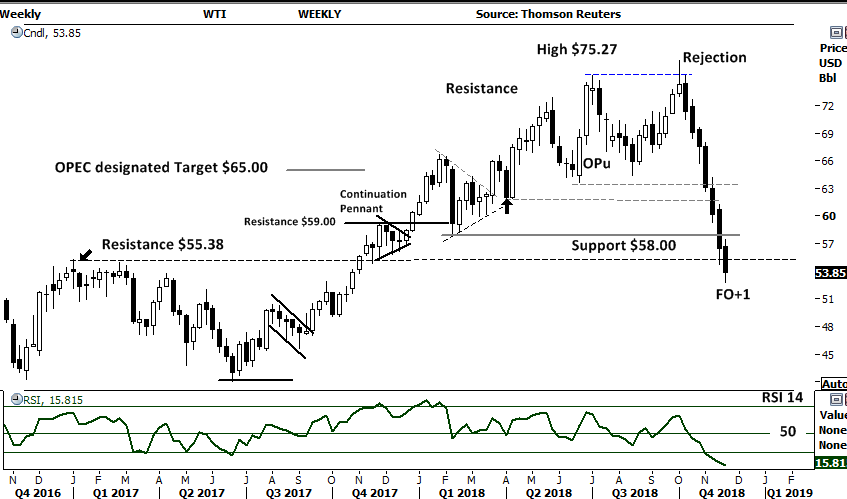 Weekly WTI WEEKLY Source: Thomson Reuters
Cndl, 53.85
Price
USD
Bbl
High $75.27
Rejection
Resistance
72
69
OPu
66
OPEC designated Target $65.00
63
Continuation
Pennant
Resistance $59.00
60
Resistance $55.38
Support $58.00
57
53.85
FO+1
51
48
45
Auto
RSI, 15.815
RSI 14
Value
None
50
None
15.81
N D J F M A M J J A S O N D J F M A M J J A S O N D J F
Q4 2016 Q1 2017 Q2 2017 Q3 2017 Q4 2017 Q1 2018 Q2 2018 Q3 2018 Q4 2018 Q1 2019